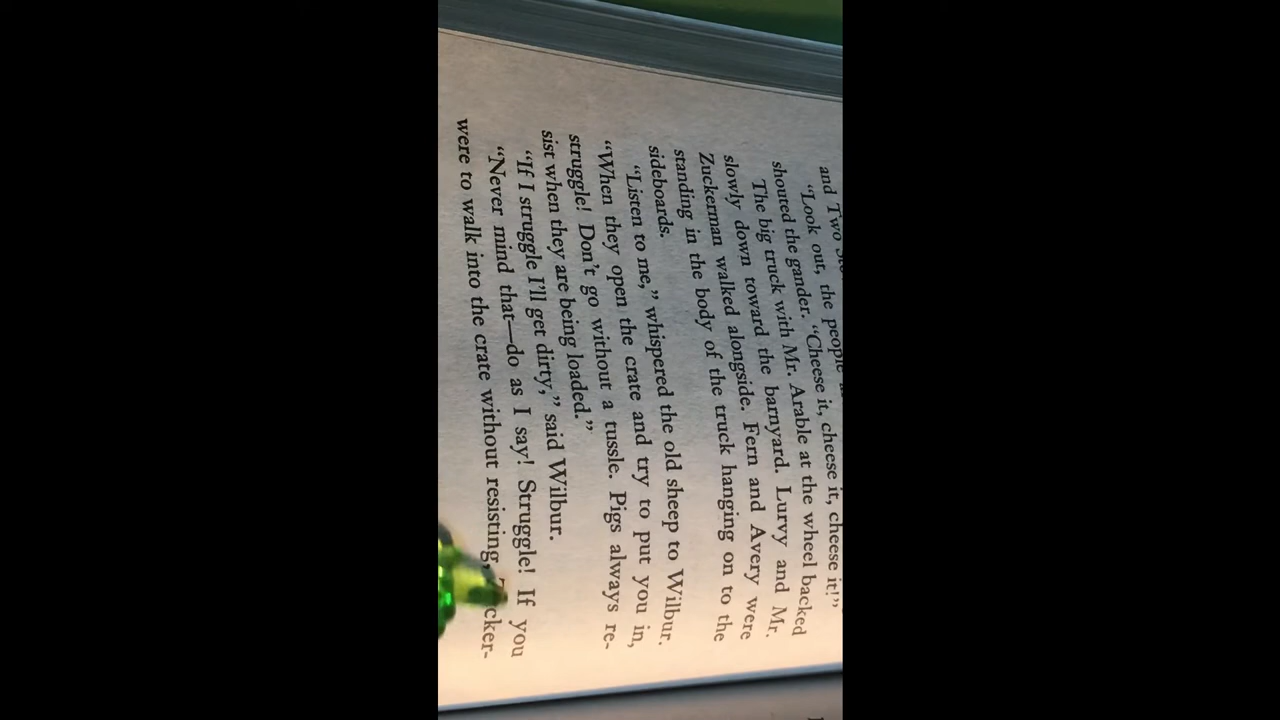 and Two
"Look out, the people
"Cheese it, cheese it, cheese it!"
shouted the gander.
The big truck with Mr. Arable at the wheel backed
slowly down toward the barnyard. Lurvy and Mr.
Zuckerman walked alongside. Fern and Avery were
standing in the body of the truck hanging on to the
sideboards.
"Listen to me," whispered the old sheep to Wilbur.
"When they open the crate and try to put you in,
struggle! Don't go without a tussle. Pigs always re-
sist when they are being loaded."
"If I struggle I'll get dirty," said Wilbur.
"Never mind that—do as I say! Struggle! If you
were to walk into the crate without resisting, cker-